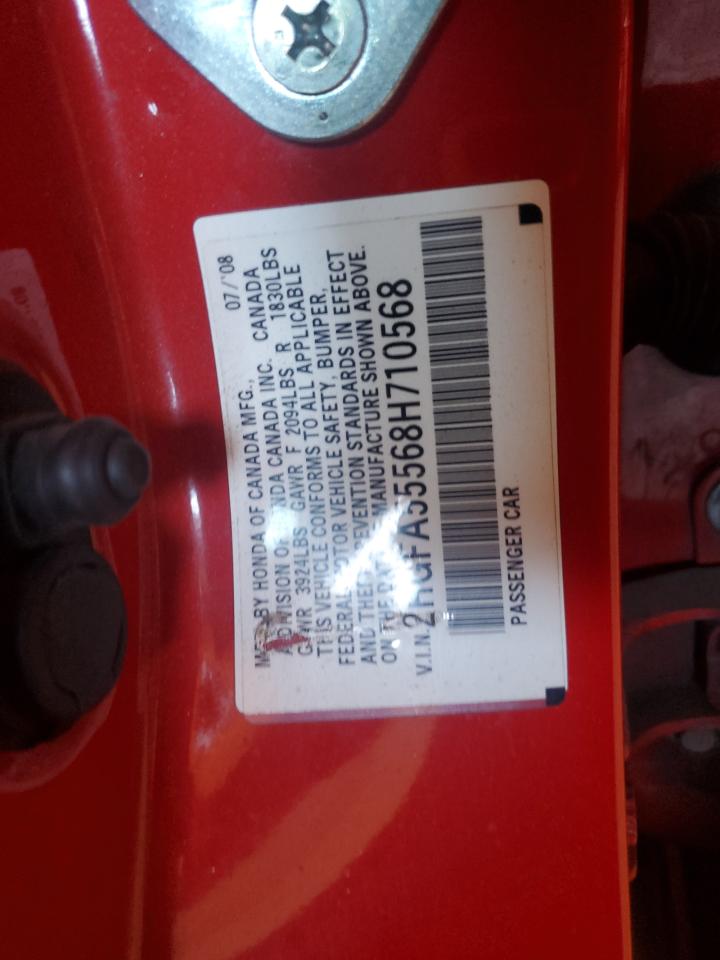 07/'08
BY HONDA OF CANADA MFG.,
A DIVISION OF HONDA CANADA INC. CANADA
GVWR 3924LBS GAWR F 2094LBS R 1830LBS
THIS VEHICLE CONFORMS TO ALL APPLICABLE
FEDERAL MOTOR VEHICLE SAFETY, BUMPER,
AND THEFT PREVENTION STANDARDS IN EFFECT
ON THE DATE OF MANUFACTURE SHOWN ABOVE.
V.I.N. 2HGFA55568H710568
PASSENGER CAR